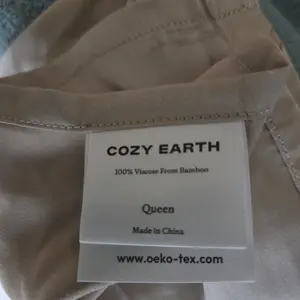 COZY EARTH
100% Viscose From Bamboo
Queen
Made in China
www.oeko-tex.com